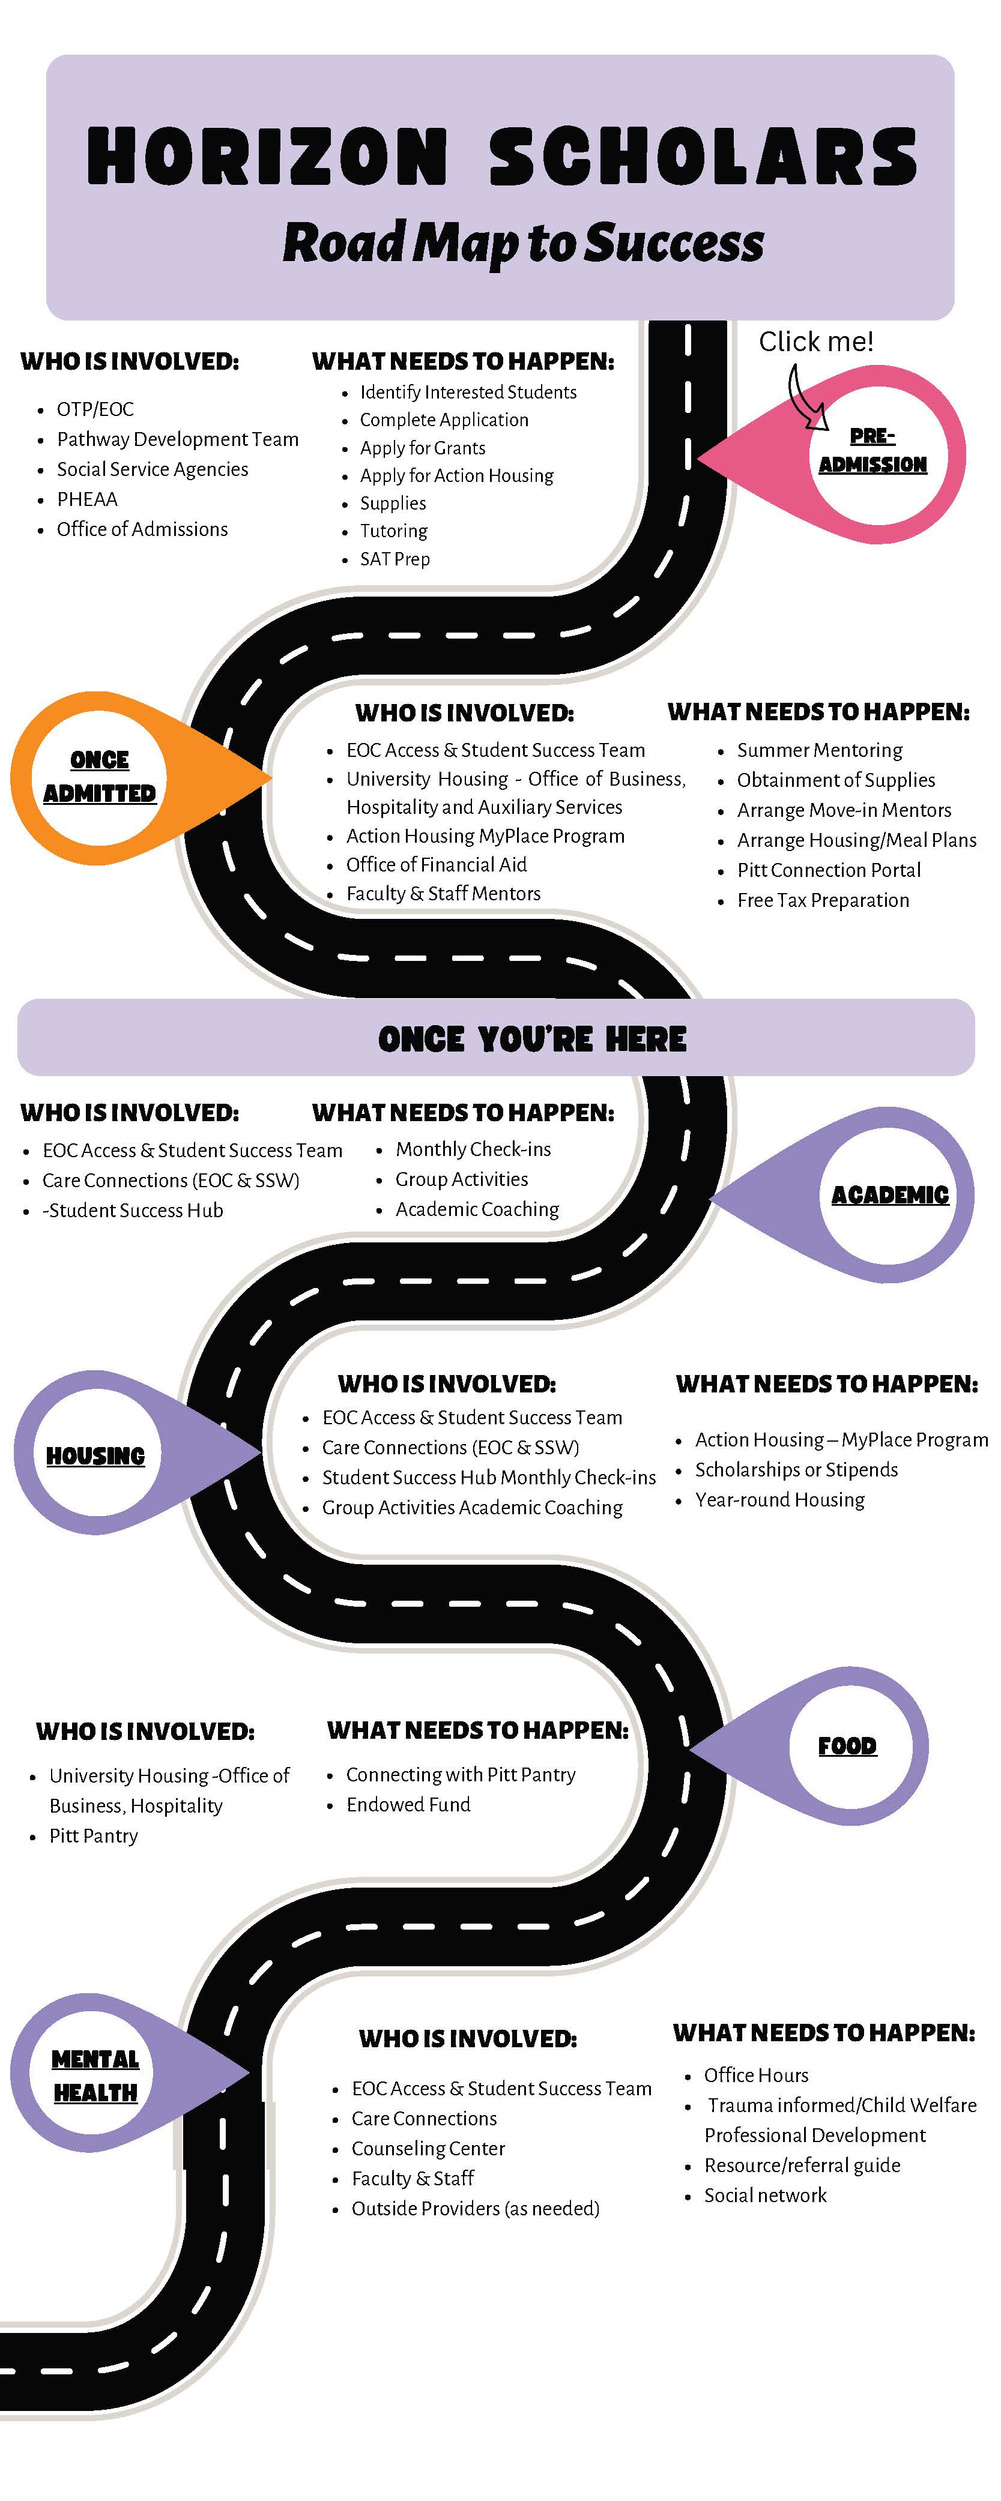 HORIZON SCHOLARS
Road Map to Success
Click me!
PRE-
ADMISSION
WHO IS INVOLVED:
• OTP/EOC
• Pathway Development Team
• Social Service Agencies
• PHEAA
• Office of Admissions
WHAT NEEDS TO HAPPEN:
• Identify Interested Students
• Complete Application
• Apply for Grants
• Apply for Action Housing
• Supplies
• Tutoring
• SAT Prep
ONCE
ADMITTED
WHO IS INVOLVED:
• EOC Access & Student Success Team
• University Housing - Office of Business,
Hospitality and Auxiliary Services
• Action Housing MyPlace Program
• Office of Financial Aid
• Faculty & Staff Mentors
WHAT NEEDS TO HAPPEN:
• Summer Mentoring
• Obtainment of Supplies
• Arrange Move-in Mentors
• Arrange Housing/Meal Plans
• Pitt Connection Portal
• Free Tax Preparation
ONCE YOU'RE HERE
WHO IS INVOLVED:
• EOC Access & Student Success Team
• Care Connections (EOC & SSW)
• -Student Success Hub
WHAT NEEDS TO HAPPEN:
• Monthly Check-ins
• Group Activities
• Academic Coaching
ACADEMIC
HOUSING
WHO IS INVOLVED:
• EOC Access & Student Success Team
• Care Connections (EOC & SSW)
• Student Success Hub Monthly Check-ins
• Group Activities Academic Coaching
WHAT NEEDS TO HAPPEN:
• Action Housing – MyPlace Program
• Scholarships or Stipends
• Year-round Housing
WHO IS INVOLVED:
• University Housing -Office of
Business, Hospitality
• Pitt Pantry
WHAT NEEDS TO HAPPEN:
• Connecting with Pitt Pantry
• Endowed Fund
FOOD
MENTAL
HEALTH
WHO IS INVOLVED:
• EOC Access & Student Success Team
• Care Connections
• Counseling Center
• Faculty & Staff
• Outside Providers (as needed)
WHAT NEEDS TO HAPPEN:
• Office Hours
• Trauma informed/Child Welfare
Professional Development
• Resource/referral guide
• Social network